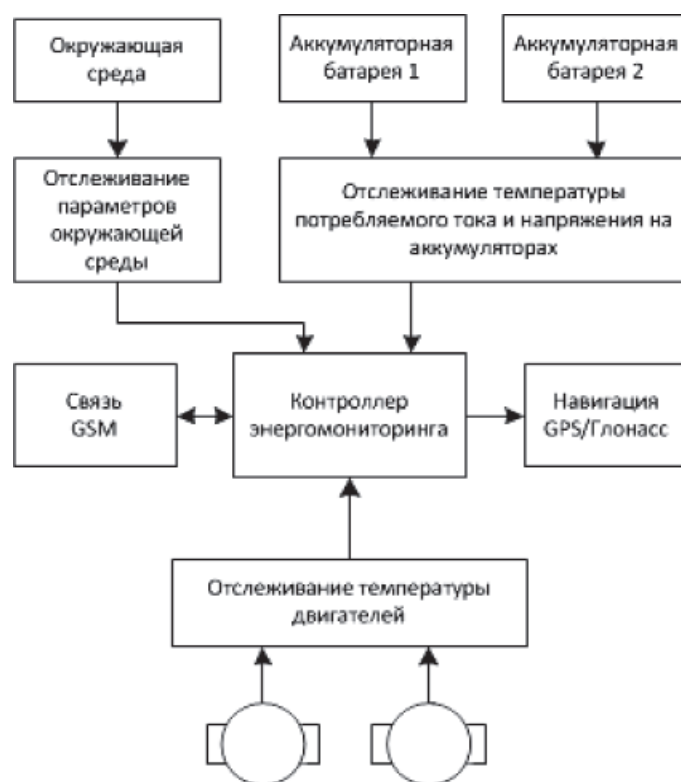 Окружающая
среда
Аккумуляторная
батарея 1
Аккумуляторная
батарея 2
Отслеживание
параметров
окружающей
среды
Отслеживание температуры
потребляемого тока и напряжения на
аккумуляторах
Связь
GSM
Контроллер
энергомониторинга
Навигация
GPS/Глонасс
Отслеживание температуры
двигателей